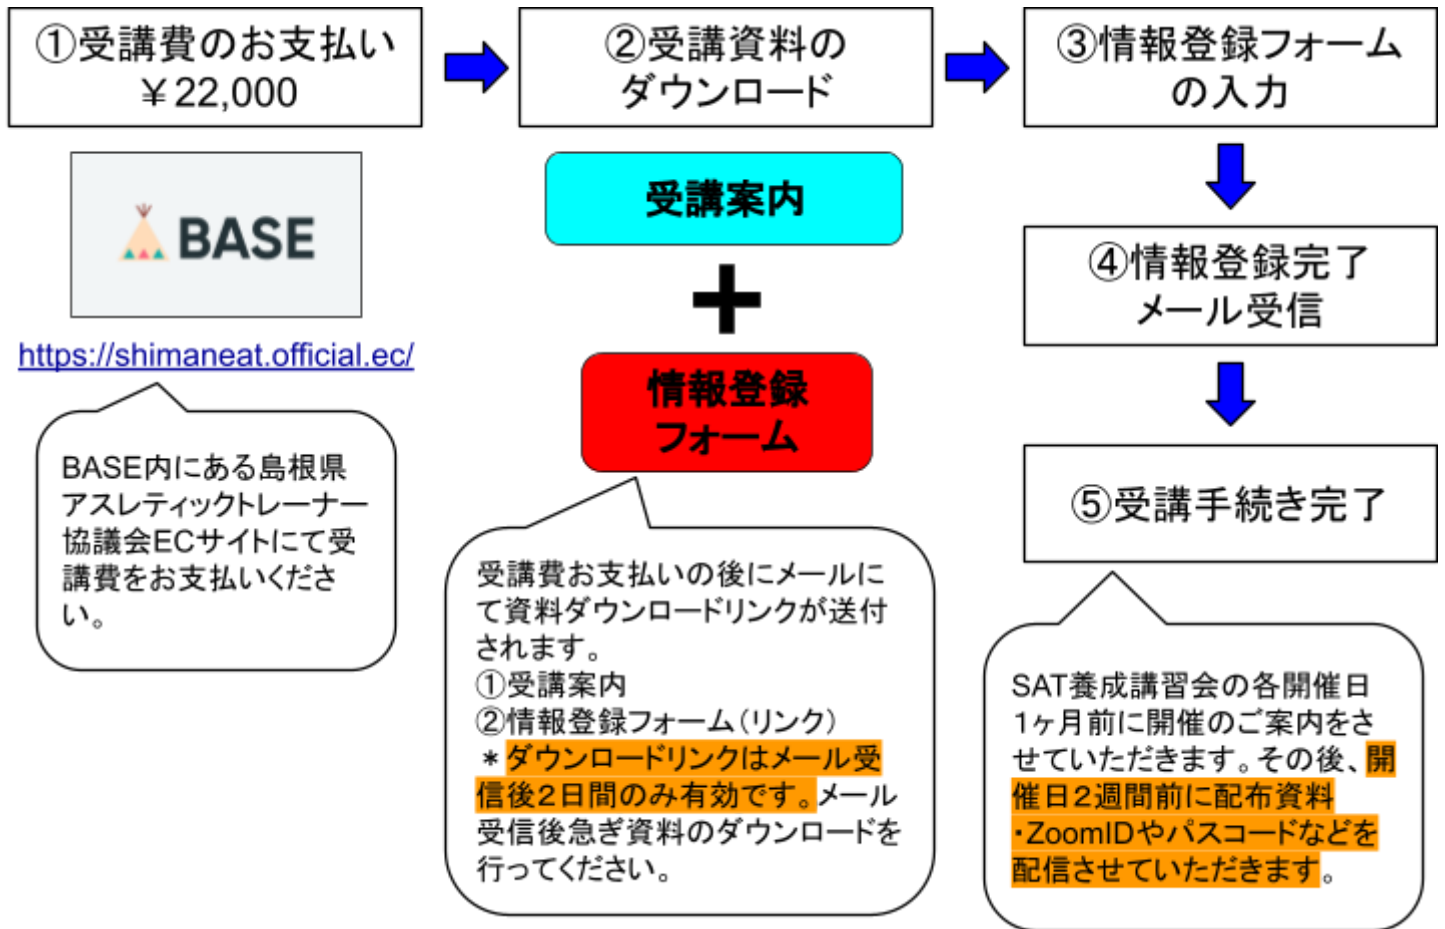 ①受講費のお支払い
￥22,000
②受講資料の
ダウンロード
③情報登録フォーム
の入力
BASE
https://shimaneat.official.ec/
BASE内にある島根県
アスレティックトレーナー
協議会ECサイトにて受
講費をお支払いくださ
い。
受講案内
情報登録
フォーム
受講費お支払いの後にメールに
て資料ダウンロードリンクが送付
されます。
①受講案内
②情報登録フォーム（リンク）
＊ダウンロードリンクはメール受
信後２日間のみ有効です。メール
受信後急ぎ資料のダウンロードを
行ってください。
④情報登録完了
メール受信
⑤受講手続き完了
SAT養成講習会の各開催日
１ヶ月前に開催のご案内をさ
せていただきます。その後、開
催日２週間前に配布資料
・ZoomIDやパスコードなどを
配信させていただきます。